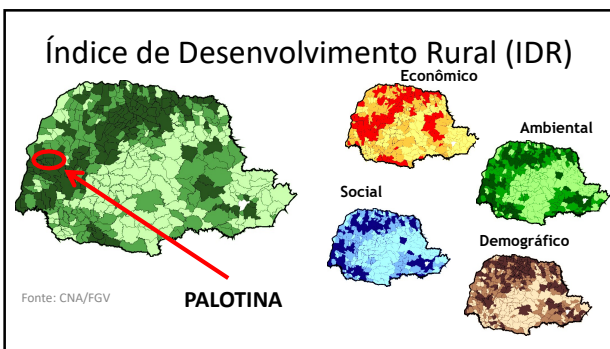 Índice de Desenvolvimento Rural (IDR)
Econômico
Ambiental
Social
Demográfico
Fonte: CNA/FGV
PALOTINA